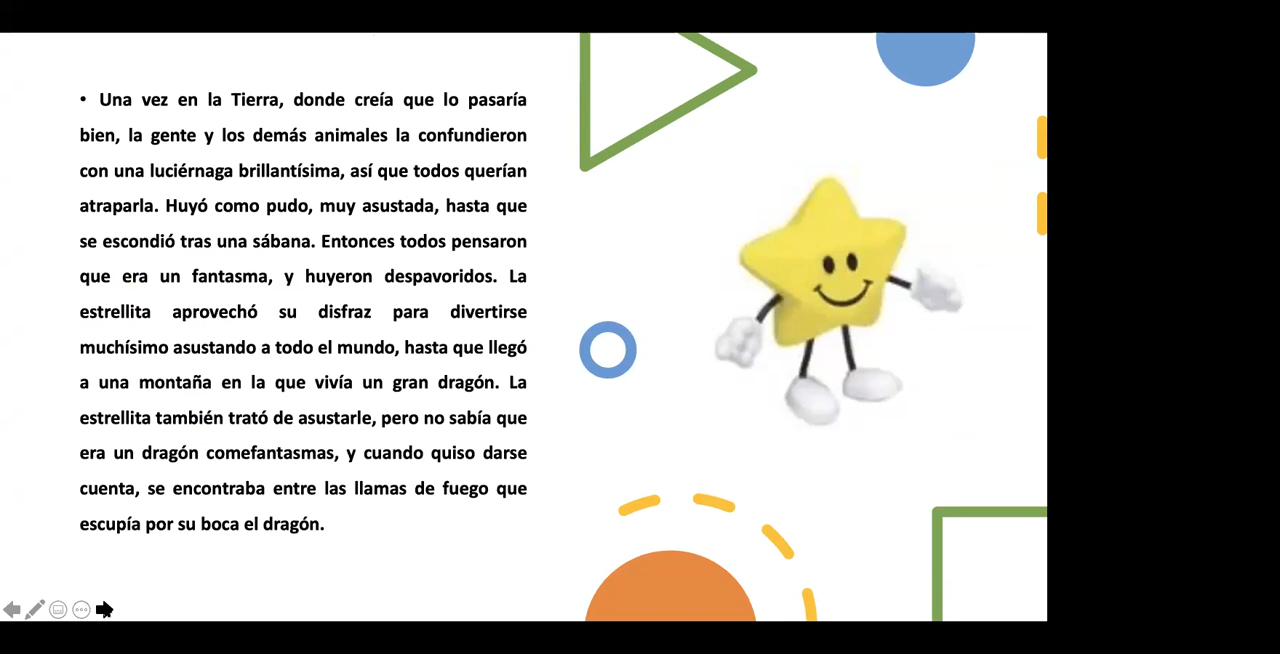 • Una vez en la Tierra, donde creía que lo pasaría
bien, la gente y los demás animales la confundieron
con una luciérnaga brillantísima, así que todos querían
atraparla. Huyó como pudo, muy asustada, hasta que
se escondió tras una sábana. Entonces todos pensaron
que era un fantasma, y huyeron despavoridos. La
estrellita aprovechó su disfraz para divertirse
muchísimo asustando a todo el mundo, hasta que llegó
a una montaña en la que vivía un gran dragón. La
estrellita también trató de asustarle, pero no sabía que
era un dragón comefantasmas, y cuando quiso darse
cuenta, se encontraba entre las llamas de fuego que
escupía por su boca el dragón.